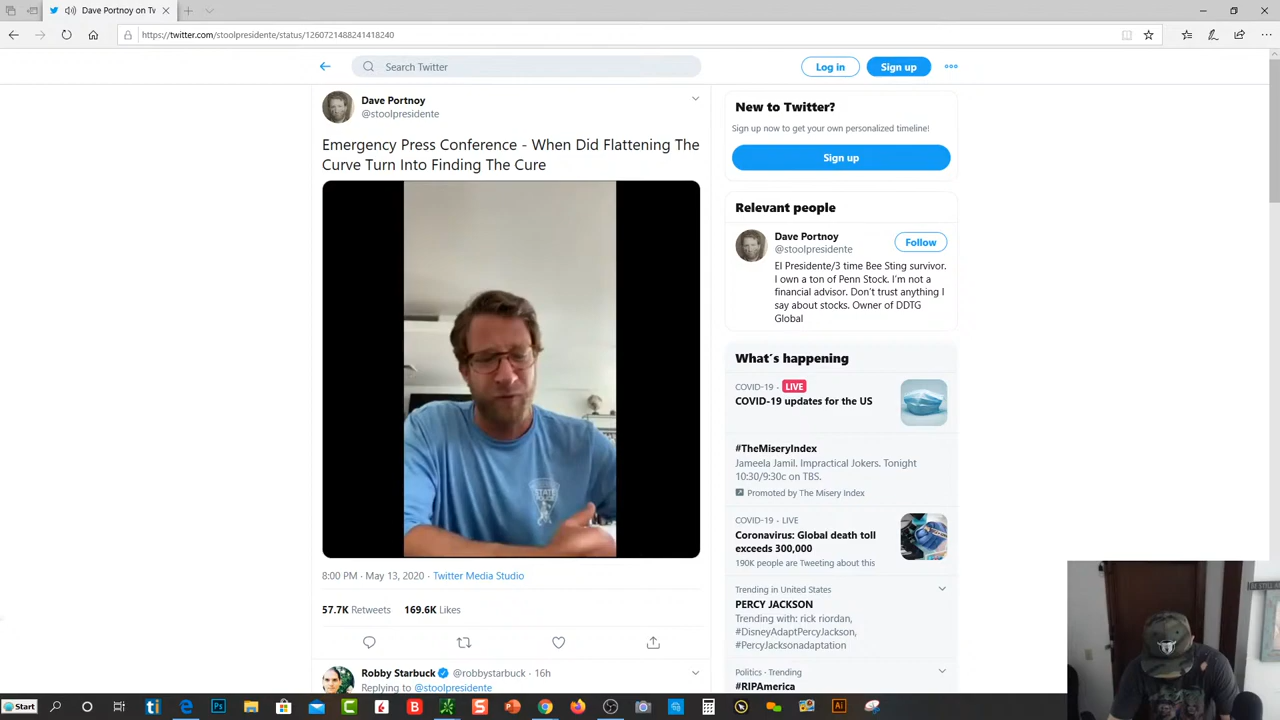 Dave Portnoy on Tw
https://twitter.com/stoolpresidente/status/1260721488241418240
Search Twitter
Log in
Sign up
Dave Portnoy
@stoolpresidente
Emergency Press Conference - When Did Flattening The
Curve Turn Into Finding The Cure
8:00 PM · May 13, 2020 · Twitter Media Studio
57.7K Retweets 169.6K Likes
Robby Starbuck @robbystarbuck · 16h
Replying to @stoolpresidente
New to Twitter?
Sign up now to get your own personalized timeline!
Sign up
Relevant people
Dave Portnoy
@stoolpresidente
Follow
El Presidente/3 time Bee Sting survivor.
I own a ton of Penn Stock. I'm not a
financial advisor. Don't trust anything I
say about stocks. Owner of DDTG
Global
What's happening
COVID-19 · LIVE
COVID-19 updates for the US
#TheMiseryIndex
Jameela Jamil. Impractical Jokers. Tonight
10:30/9:30c on TBS.
Promoted by The Misery Index
COVID-19 · LIVE
Coronavirus: Global death toll
exceeds 300,000
190K people are Tweeting about this
Trending in United States
PERCY JACKSON
Trending with: rick riordan,
#DisneyAdaptPercyJackson,
#PercyJacksonadaptation
Politics · Trending
#RIPAmerica
Start